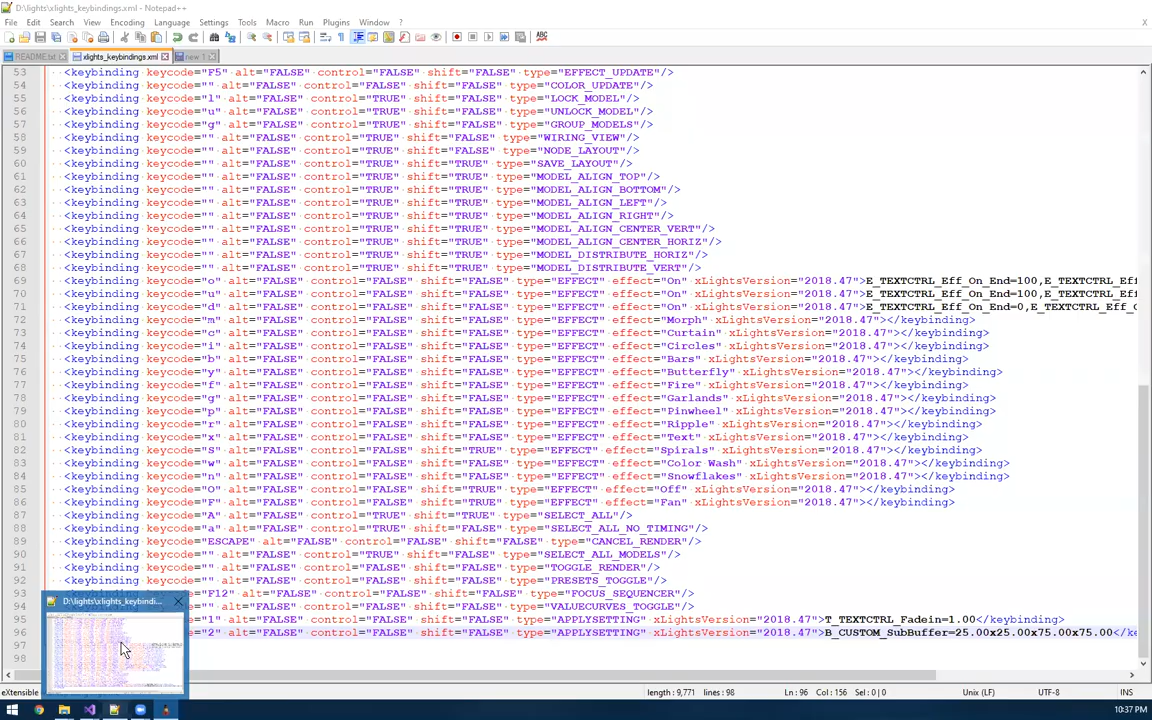 D:\lights\xlights_keybindings.xml - Notepad++
File Edit Search View Encoding Language Settings Tools Macro Run Plugins Window ? X
README.txt xlights_keybindings.xml new 1
53 <keybinding keycode="F5" alt="FALSE" control="FALSE" shift="FALSE" type="EFFECT_UPDATE"/>
54 <keybinding keycode="" alt="FALSE" control="FALSE" shift="FALSE" type="COLOR_UPDATE"/>
55 <keybinding keycode="l" alt="FALSE" control="TRUE" shift="FALSE" type="LOCK_MODEL"/>
56 <keybinding keycode="u" alt="FALSE" control="TRUE" shift="FALSE" type="UNLOCK_MODEL"/>
57 <keybinding keycode="g" alt="FALSE" control="TRUE" shift="FALSE" type="GROUP_MODELS"/>
58 <keybinding keycode="" alt="FALSE" control="TRUE" shift="FALSE" type="WIRING_VIEW"/>
59 <keybinding keycode="" alt="FALSE" control="TRUE" shift="TRUE" type="NODE_LAYOUT"/>
60 <keybinding keycode="" alt="FALSE" control="TRUE" shift="TRUE" type="SAVE_LAYOUT"/>
61 <keybinding keycode="" alt="FALSE" control="TRUE" shift="TRUE" type="MODEL_ALIGN_TOP"/>
62 <keybinding keycode="" alt="FALSE" control="TRUE" shift="TRUE" type="MODEL_ALIGN_BOTTOM"/>
63 <keybinding keycode="" alt="FALSE" control="TRUE" shift="TRUE" type="MODEL_ALIGN_LEFT"/>
64 <keybinding keycode="" alt="FALSE" control="TRUE" shift="TRUE" type="MODEL_ALIGN_RIGHT"/>
65 <keybinding keycode="" alt="FALSE" control="TRUE" shift="TRUE" type="MODEL_ALIGN_CENTER_VERT"/>
66 <keybinding keycode="" alt="FALSE" control="TRUE" shift="TRUE" type="MODEL_ALIGN_CENTER_HORIZ"/>
67 <keybinding keycode="" alt="FALSE" control="TRUE" shift="TRUE" type="MODEL_DISTRIBUTE_HORIZ"/>
68 <keybinding keycode="" alt="FALSE" control="TRUE" shift="TRUE" type="MODEL_DISTRIBUTE_VERT"/>
69 <keybinding keycode="o" alt="FALSE" control="FALSE" shift="FALSE" type="EFFECT" effect="On" xLightsVersion="2018.47">E_TEXTCTRL_Eff_On_End=100,E_TEXTCTRL_Eff
70 <keybinding keycode="u" alt="FALSE" control="FALSE" shift="FALSE" type="EFFECT" effect="On" xLightsVersion="2018.47">E_TEXTCTRL_Eff_On_End=100,E_TEXTCTRL_Eff
71 <keybinding keycode="d" alt="FALSE" control="FALSE" shift="FALSE" type="EFFECT" effect="On" xLightsVersion="2018.47">E_TEXTCTRL_Eff_On_End=0,E_TEXTCTRL_Eff_
72 <keybinding keycode="m" alt="FALSE" control="FALSE" shift="FALSE" type="EFFECT" effect="Morph" xLightsVersion="2018.47"></keybinding>
73 <keybinding keycode="c" alt="FALSE" control="FALSE" shift="FALSE" type="EFFECT" effect="Curtain" xLightsVersion="2018.47"></keybinding>
74 <keybinding keycode="i" alt="FALSE" control="FALSE" shift="FALSE" type="EFFECT" effect="Circles" xLightsVersion="2018.47"></keybinding>
75 <keybinding keycode="b" alt="FALSE" control="FALSE" shift="FALSE" type="EFFECT" effect="Bars" xLightsVersion="2018.47"></keybinding>
76 <keybinding keycode="y" alt="FALSE" control="FALSE" shift="FALSE" type="EFFECT" effect="Butterfly" xLightsVersion="2018.47"></keybinding>
77 <keybinding keycode="f" alt="FALSE" control="FALSE" shift="FALSE" type="EFFECT" effect="Fire" xLightsVersion="2018.47"></keybinding>
78 <keybinding keycode="g" alt="FALSE" control="FALSE" shift="FALSE" type="EFFECT" effect="Garlands" xLightsVersion="2018.47"></keybinding>
79 <keybinding keycode="p" alt="FALSE" control="FALSE" shift="FALSE" type="EFFECT" effect="Pinwheel" xLightsVersion="2018.47"></keybinding>
80 <keybinding keycode="r" alt="FALSE" control="FALSE" shift="FALSE" type="EFFECT" effect="Ripple" xLightsVersion="2018.47"></keybinding>
81 <keybinding keycode="x" alt="FALSE" control="FALSE" shift="FALSE" type="EFFECT" effect="Text" xLightsVersion="2018.47"></keybinding>
82 <keybinding keycode="S" alt="FALSE" control="FALSE" shift="TRUE" type="EFFECT" effect="Spirals" xLightsVersion="2018.47"></keybinding>
83 <keybinding keycode="w" alt="FALSE" control="FALSE" shift="FALSE" type="EFFECT" effect="Color Wash" xLightsVersion="2018.47"></keybinding>
84 <keybinding keycode="n" alt="FALSE" control="FALSE" shift="FALSE" type="EFFECT" effect="Snowflakes" xLightsVersion="2018.47"></keybinding>
85 <keybinding keycode="O" alt="FALSE" control="FALSE" shift="TRUE" type="EFFECT" effect="Off" xLightsVersion="2018.47"></keybinding>
86 <keybinding keycode="F" alt="FALSE" control="FALSE" shift="TRUE" type="EFFECT" effect="Fan" xLightsVersion="2018.47"></keybinding>
87 <keybinding keycode="A" alt="FALSE" control="TRUE" shift="TRUE" type="SELECT_ALL"/>
88 <keybinding keycode="a" alt="FALSE" control="TRUE" shift="FALSE" type="SELECT_ALL_NO_TIMING"/>
89 <keybinding keycode="ESCAPE" alt="FALSE" control="FALSE" shift="FALSE" type="CANCEL_RENDER"/>
90 <keybinding keycode="" alt="FALSE" control="TRUE" shift="FALSE" type="SELECT_ALL_MODELS"/>
91 <keybinding keycode="" alt="FALSE" control="FALSE" shift="FALSE" type="TOGGLE_RENDER"/>
92 <keybinding keycode="" alt="FALSE" control="FALSE" shift="FALSE" type="PRESETS_TOGGLE"/>
93 F12" alt="FALSE" control="FALSE" shift="FALSE" type="FOCUS_SEQUENCER"/>
D:\lights\xlights_keybindi...
94 "" alt="FALSE" control="FALSE" shift="FALSE" type="VALUECURVES_TOGGLE"/>
95 "1" alt="FALSE" control="FALSE" shift="FALSE" type="APPLYSETTING" xLightsVersion="2018.47">T_TEXTCTRL_Fadein=1.00</keybinding>
96 "2" alt="FALSE" control="FALSE" shift="FALSE" type="APPLYSETTING" xLightsVersion="2018.47">B_CUSTOM_SubBuffer=25.00x25.00x75.00x75.00</ke
97
98
eXtensible length : 9,771 lines : 98 Ln : 96 Col : 156 Sel : 0 | 0 Unix (LF) UTF-8 INS
10:37 PM